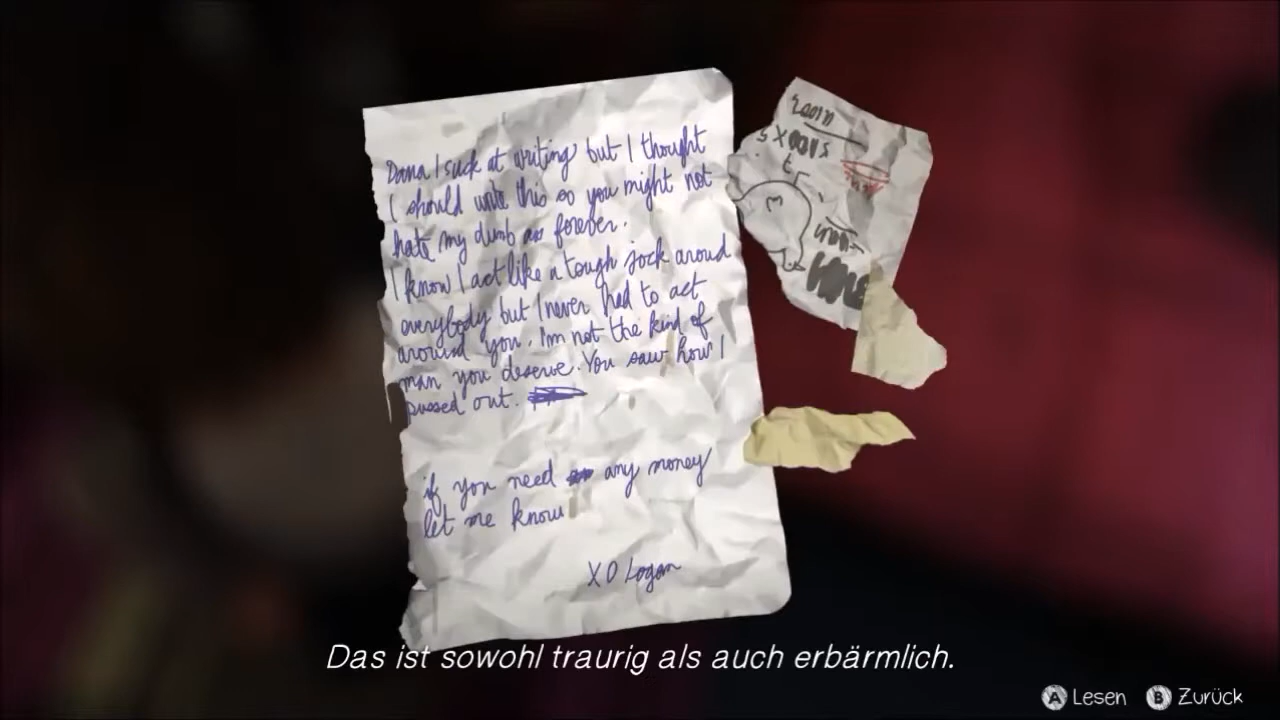 Dana I suck at writing but I thought
I should write this so you might not
hate my dumb ass forever.
I know I act like a tough jock aroud
everybody but I never had to act
around you. I'm not the kind of
man you deserve. You saw how I
pussed out.
if you need any money
let me know
XO Logan
Das ist sowohl traurig als auch erbärmlich.
A Lesen B Zurück